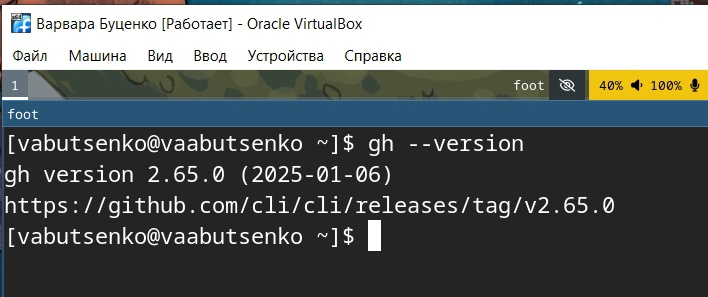 Варвара Буценко [Работает] - Oracle VirtualBox
Файл Машина Вид Ввод Устройства Справка
1 foot 40% 100%
foot
[vabutsenko@vaabutsenko ~]$ gh --version
gh version 2.65.0 (2025-01-06)
https://github.com/cli/cli/releases/tag/v2.65.0
[vabutsenko@vaabutsenko ~]$